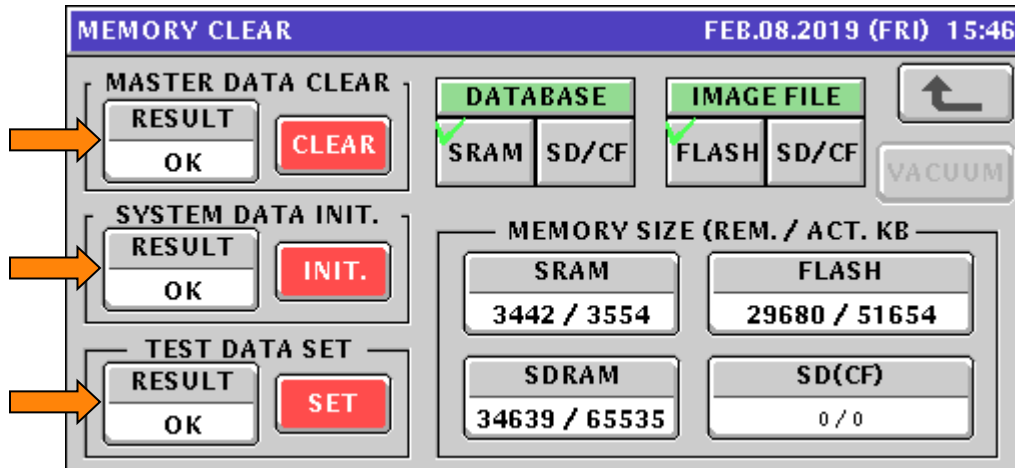 MEMORY CLEAR FEB.08.2019 (FRI) 15:46
MASTER DATA CLEAR
RESULT
OK
CLEAR
DATABASE
SRAM SD/CF
IMAGE FILE
FLASH SD/CF
VACUUM
SYSTEM DATA INIT.
RESULT
OK
INIT.
TEST DATA SET
RESULT
OK
SET
MEMORY SIZE (REM. / ACT. KB
SRAM
3442 / 3554
FLASH
29680 / 51654
SDRAM
34639 / 65535
SD(CF)
0 / 0